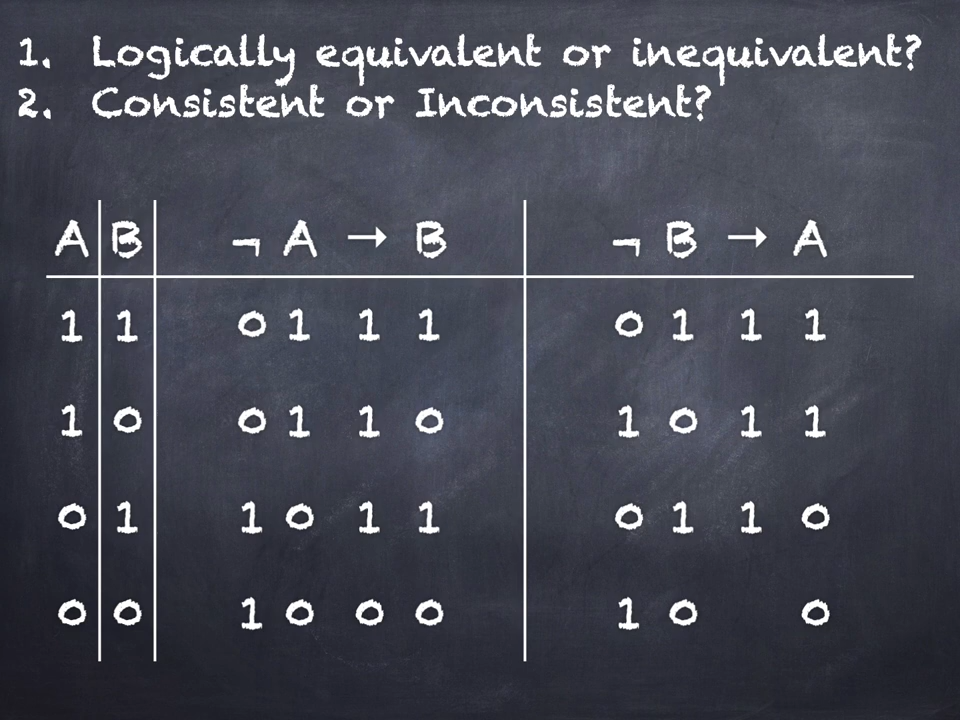 1. Logically equivalent or inequivalent?
2. Consistent or Inconsistent?
A B ¬ A → B ¬ B → A
1 1 0 1 1 1 0 1 1 1
1 0 0 1 1 0 1 0 1 1
0 1 1 0 1 1 0 1 1 0
0 0 1 0 0 0 1 0 0